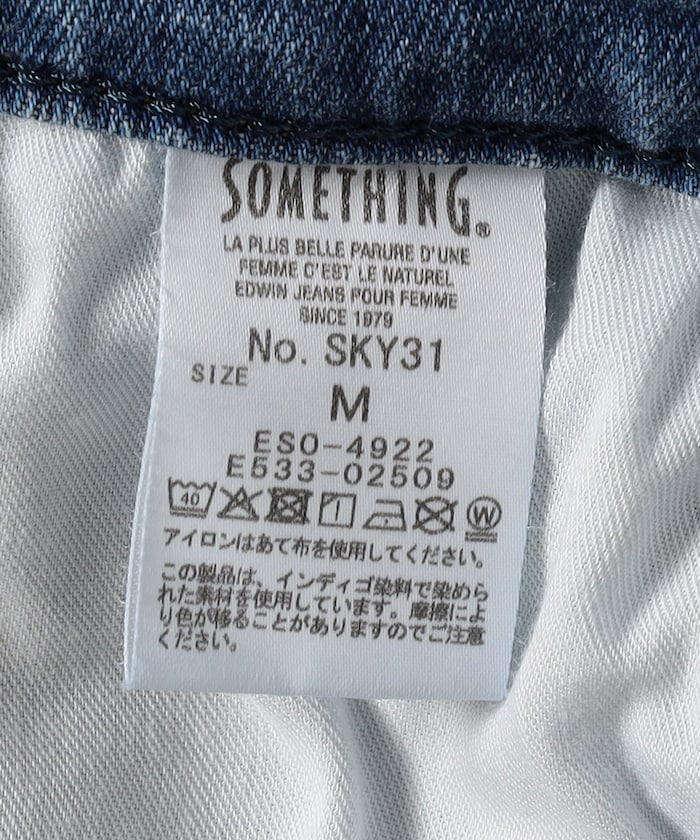 SOMETHING®
LA PLUS BELLE PARURE D'UNE
FEMME C'EST LE NATUREL
EDWIN JEANS POUR FEMME
SINCE 1979
No. SKY31
SIZE
M
ESO-4922
E533-02509
40 W
アイロンはあて布を使用してください。
この製品は、インディゴ染料で染めら
れた素材を使用しています。摩擦によ
り色が移ることがありますのでご注意
ください。